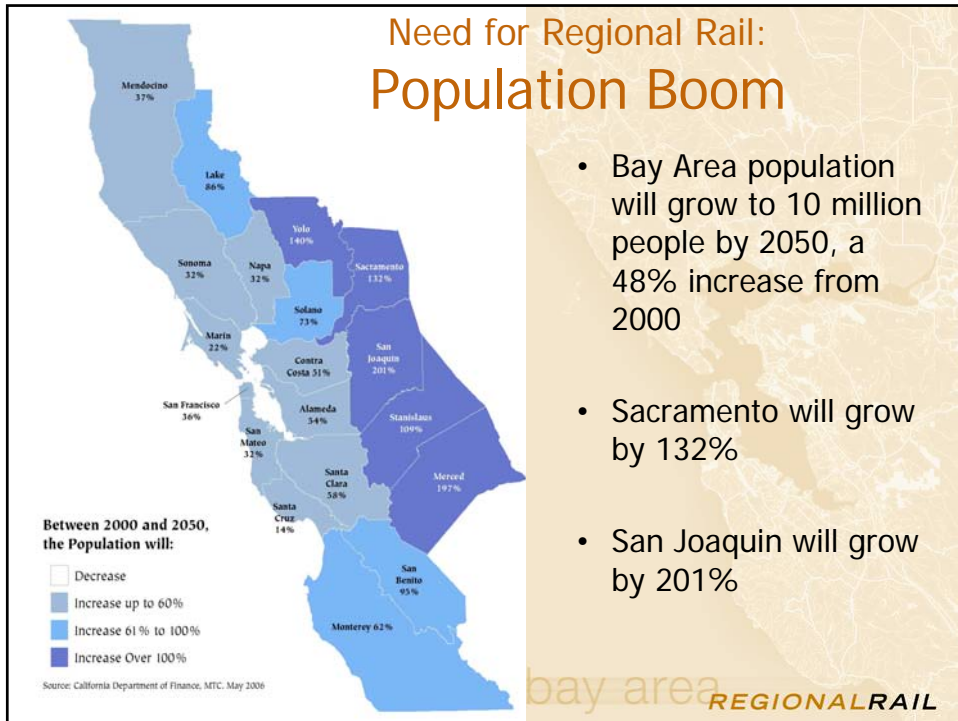 Need for Regional Rail:
Population Boom
Mendocino
37%
Lake
86%
Yolo
140%
Sacramento
132%
Sonoma
32%
Napa
32%
Solano
73%
Marin
22%
San
Joaquin
201%
Contra
Costa 51%
San Francisco
36%
Alameda
54%
Stanislaus
109%
San
Mateo
32%
Santa
Clara
58%
Merced
197%
Santa
Cruz
14%
San
Benito
95%
Monterey 62%
Between 2000 and 2050,
the Population will:
Decrease
Increase up to 60%
Increase 61% to 100%
Increase Over 100%
Source: California Department of Finance, MTC. May 2006
• Bay Area population
will grow to 10 million
people by 2050, a
48% increase from
2000
• Sacramento will grow
by 132%
• San Joaquin will grow
by 201%
bay area
REGIONALRAIL